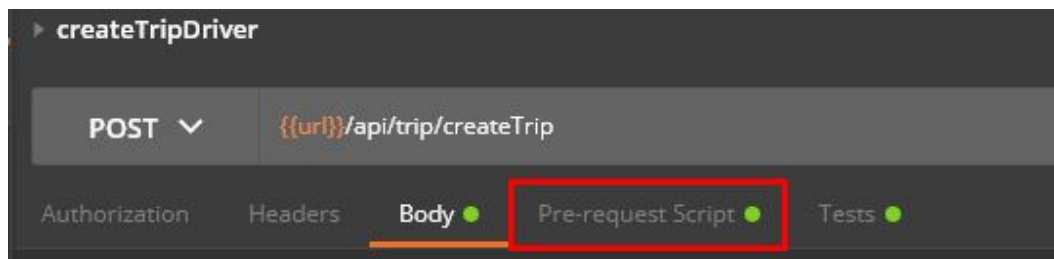 createTripDriver
POST {{url}}/api/trip/createTrip
Authorization Headers Body Pre-request Script Tests